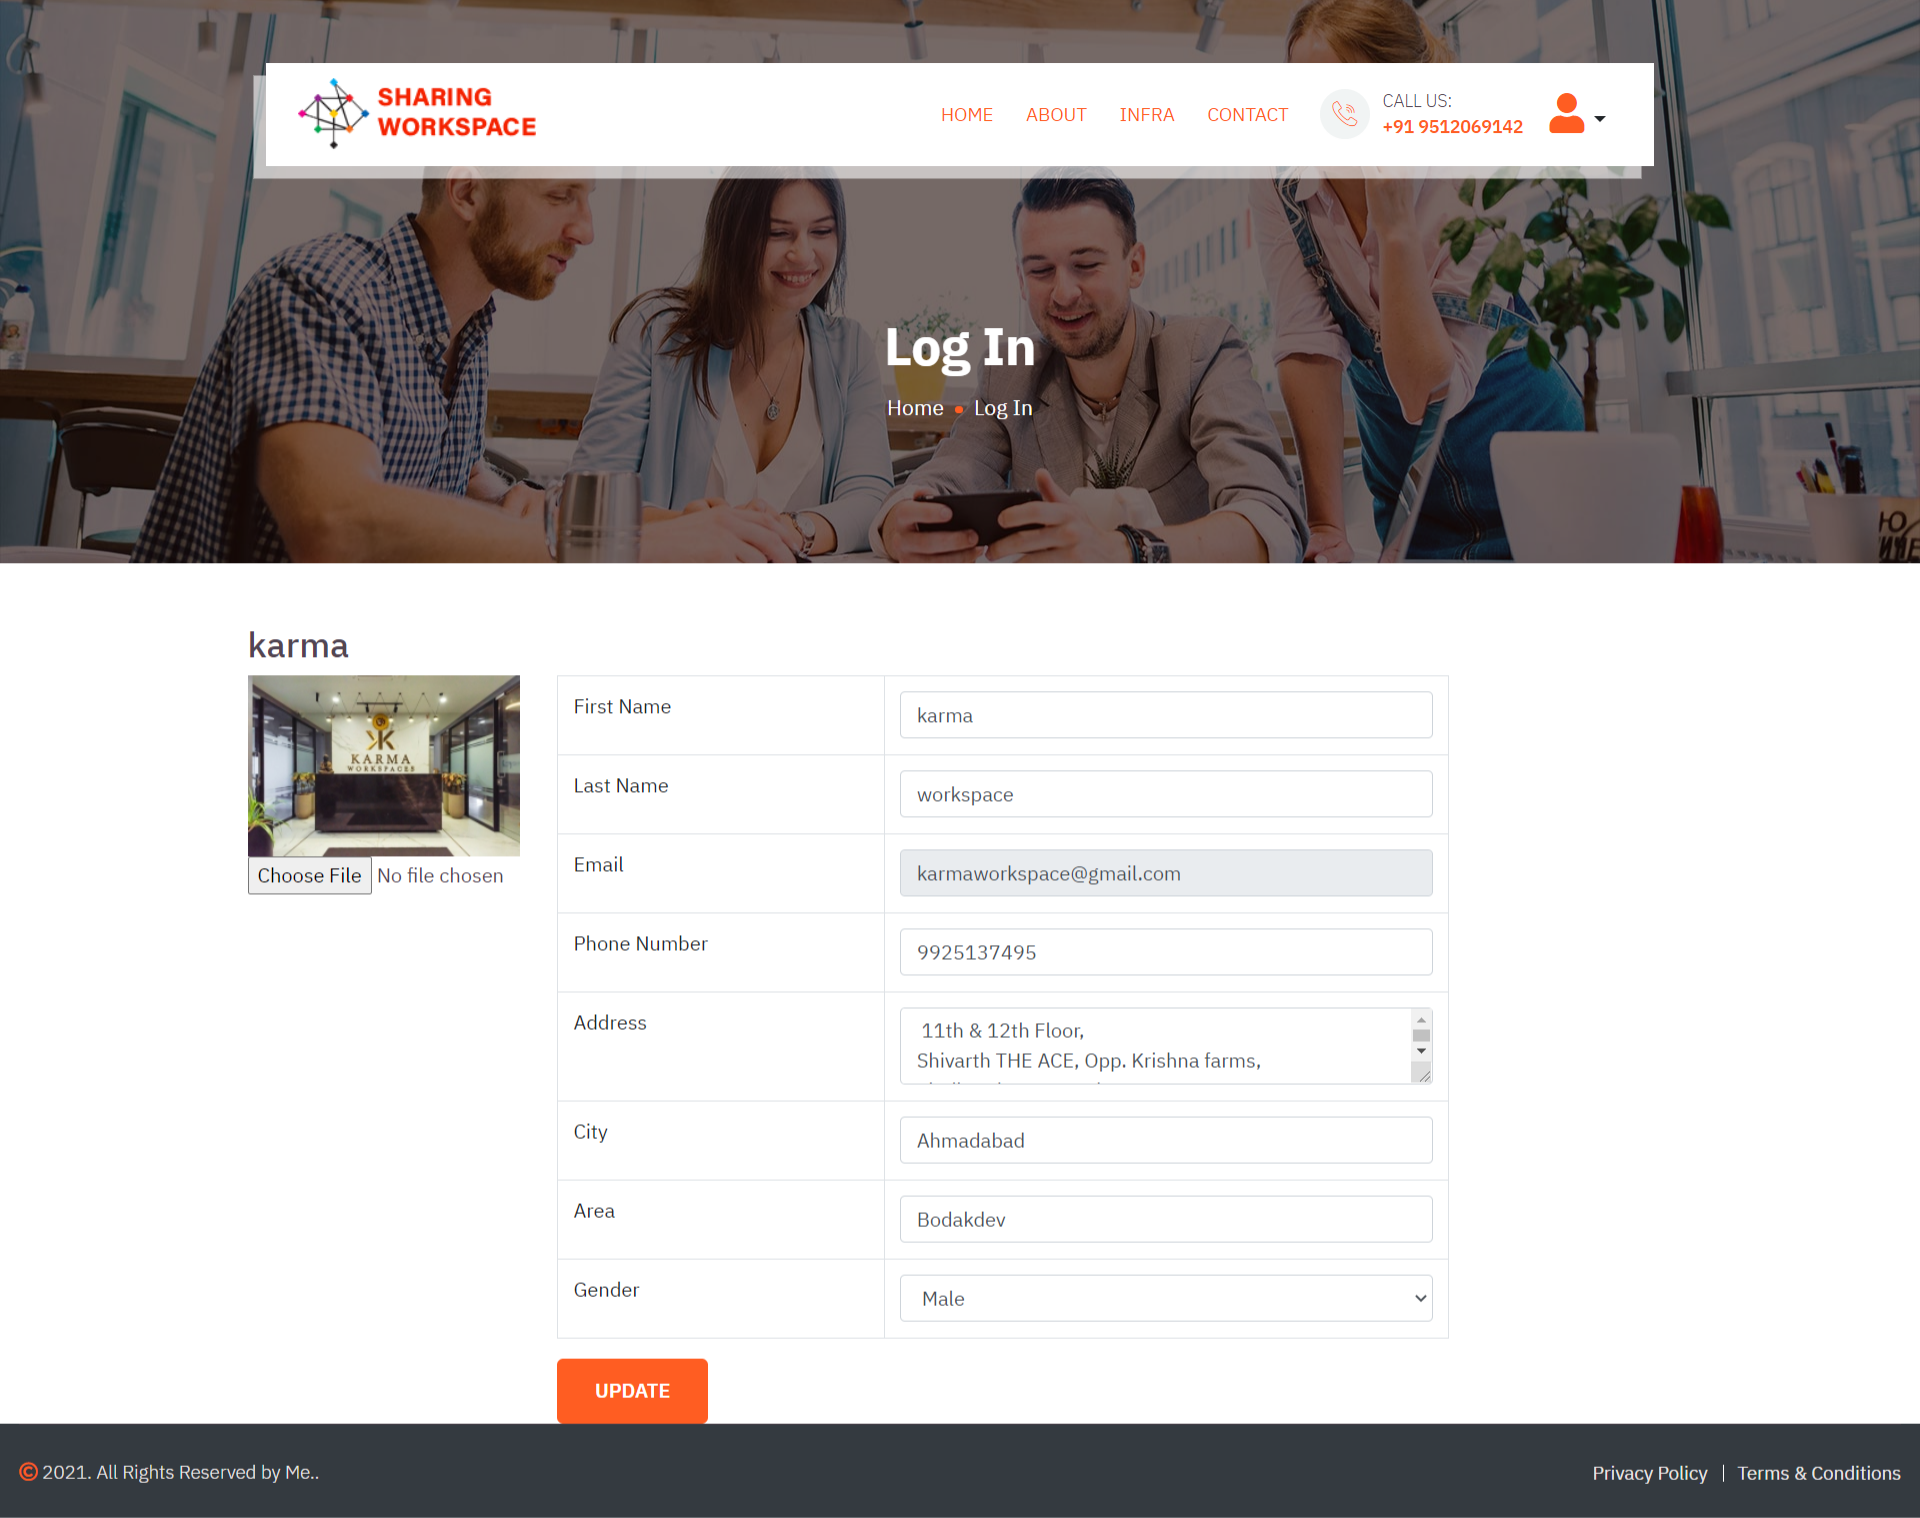 SHARING
WORKSPACE
HOME ABOUT INFRA CONTACT
CALL US:
+91 9512069142
Log In
Home Log In
karma
KARMA
WORKSPACES
Choose File No file chosen
First Name karma
Last Name workspace
Email karmaworkspace@gmail.com
Phone Number 9925137495
Address 11th & 12th Floor,
Shivarth THE ACE, Opp. Krishna farms,
City Ahmadabad
Area Bodakdev
Gender Male
UPDATE
© 2021. All Rights Reserved by Me..
Privacy Policy | Terms & Conditions